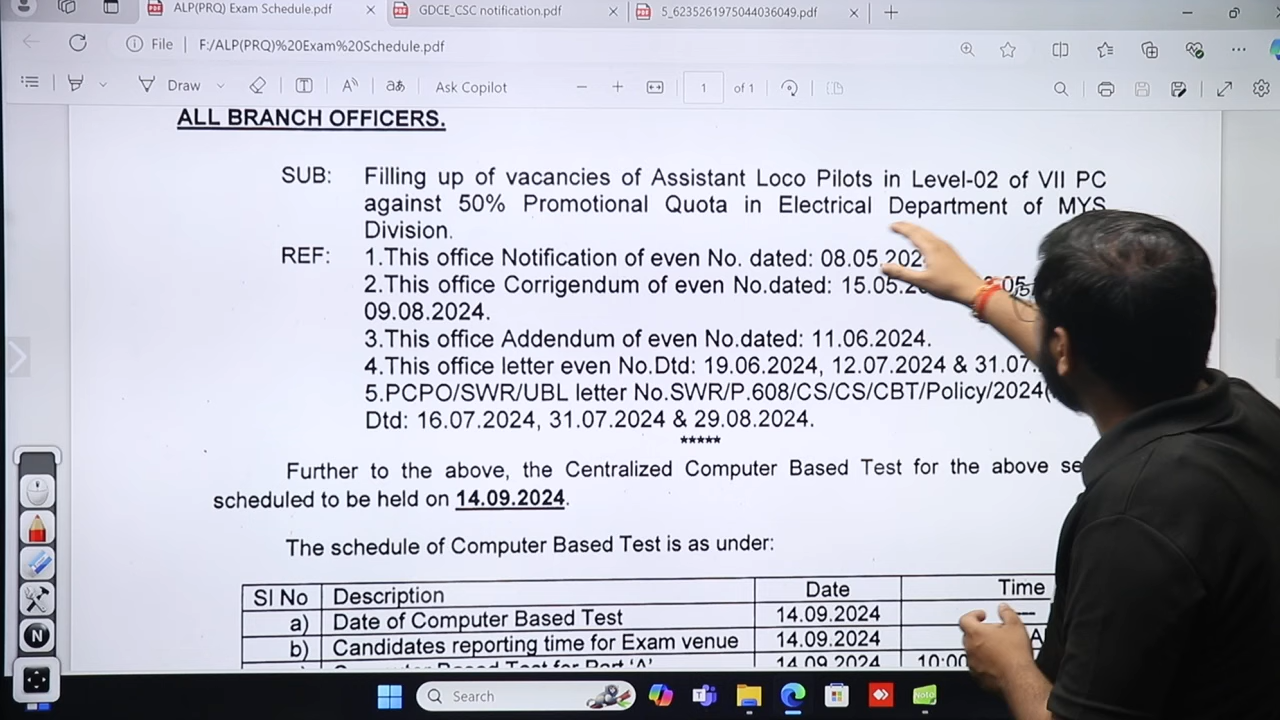 ALP(PRQ) Exam Schedule.pdf
GDCE_CSC notification.pdf
5_6235261975044036049.pdf
File
F:/ALP(PRQ)%20Exam%20Schedule.pdf
Draw
Ask Copilot
1
of 1
ALL BRANCH OFFICERS.
SUB: Filling up of vacancies of Assistant Loco Pilots in Level-02 of VII PC
against 50% Promotional Quota in Electrical Department of MYS
Division.
REF: 1.This office Notification of even No. dated: 08.05.202
2.This office Corrigendum of even No.dated: 15.05.2
09.08.2024.
3.This office Addendum of even No.dated: 11.06.2024.
4.This office letter even No.Dtd: 19.06.2024, 12.07.2024 & 31.07.
5.PCPO/SWR/UBL letter No.SWR/P.608/CS/CS/CBT/Policy/2024(
Dtd: 16.07.2024, 31.07.2024 & 29.08.2024.
*****
Further to the above, the Centralized Computer Based Test for the above se
scheduled to be held on 14.09.2024.
The schedule of Computer Based Test is as under:
Sl No Description Date Time
a) Date of Computer Based Test 14.09.2024 ---
b) Candidates reporting time for Exam venue 14.09.2024
Computer Based Test for Part 'A' 14.09.2024 10:00
Search
N